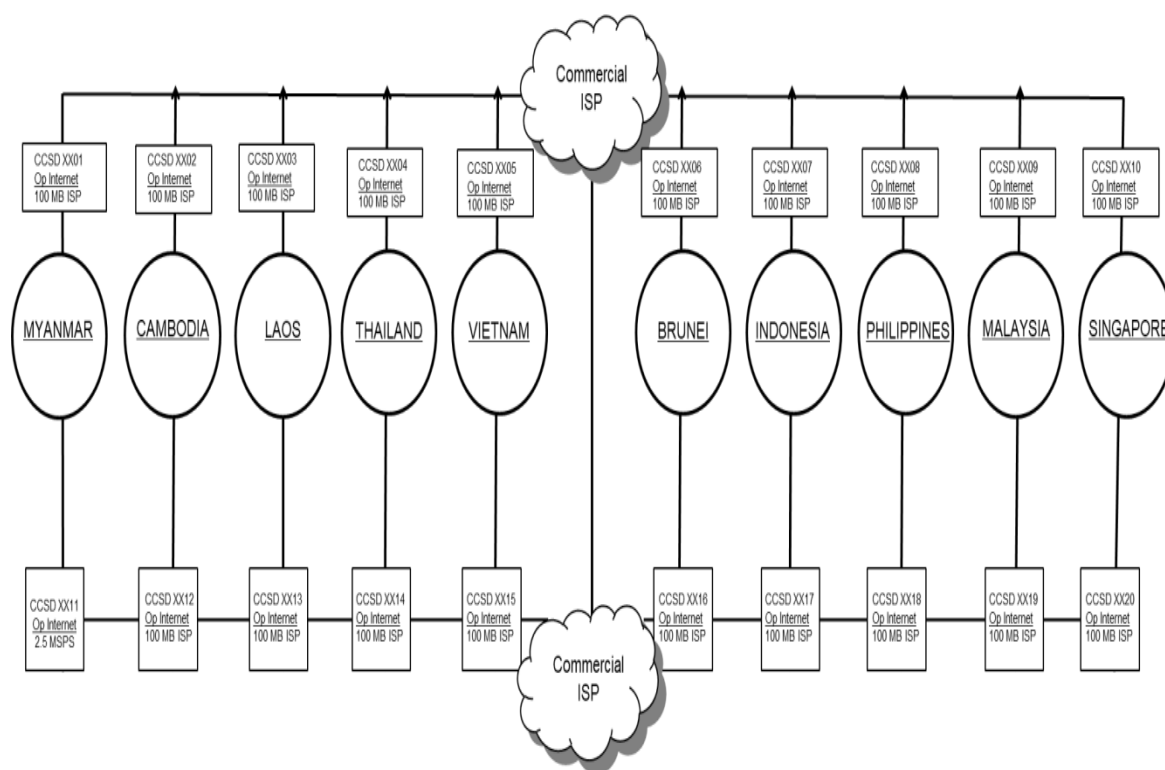 Commercial
ISP
CCSD XX01
Op Internet
100 MB ISP
CCSD XX02
Op Internet
100 MB ISP
CCSD XX03
Op Internet
100 MB ISP
CCSD XX04
Op Internet
100 MB ISP
CCSD XX05
Op Internet
100 MB ISP
CCSD XX06
Op Internet
100 MB ISP
CCSD XX07
Op Internet
100 MB ISP
CCSD XX08
Op Internet
100 MB ISP
CCSD XX09
Op Internet
100 MB ISP
CCSD XX10
Op Internet
100 MB ISP
MYANMAR
CAMBODIA
LAOS
THAILAND
VIETNAM
BRUNEI
INDONESIA
PHILIPPINES
MALAYSIA
SINGAPORE
CCSD XX11
Op Internet
2.5 MSPS
CCSD XX12
Op Internet
100 MB ISP
CCSD XX13
Op Internet
100 MB ISP
CCSD XX14
Op Internet
100 MB ISP
CCSD XX15
Op Internet
100 MB ISP
Commercial
ISP
CCSD XX16
Op Internet
100 MB ISP
CCSD XX17
Op Internet
100 MB ISP
CCSD XX18
Op Internet
100 MB ISP
CCSD XX19
Op Internet
100 MB ISP
CCSD XX20
Op Internet
100 MB ISP